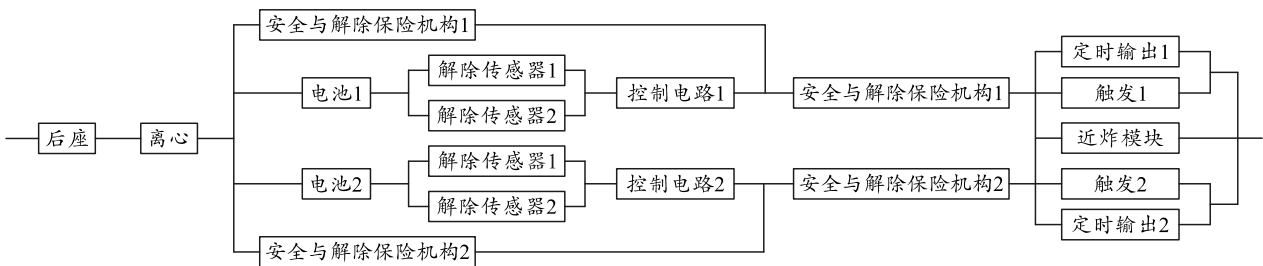 安全与解除保险机构1
解除传感器1
定时输出1
电池1
控制电路1
安全与解除保险机构1
触发1
解除传感器2
后座
离心
近炸模块
解除传感器1
电池2
控制电路2
安全与解除保险机构2
触发2
解除传感器2
定时输出2
安全与解除保险机构2